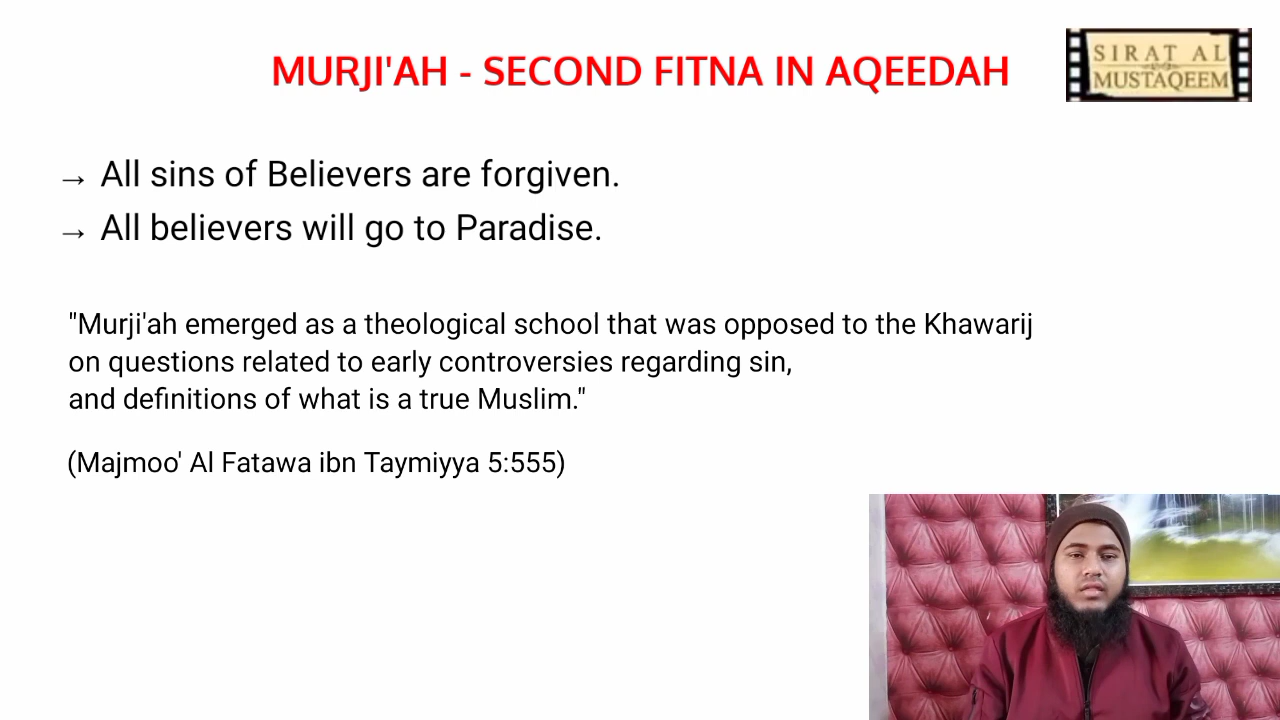 MURJI'AH - SECOND FITNA IN AQEEDAH
SIRAT AL
MUSTAQEEM
→ All sins of Believers are forgiven.
→ All believers will go to Paradise.
"Murji'ah emerged as a theological school that was opposed to the Khawarij
on questions related to early controversies regarding sin,
and definitions of what is a true Muslim."
(Majmoo' Al Fatawa ibn Taymiyya 5:555)